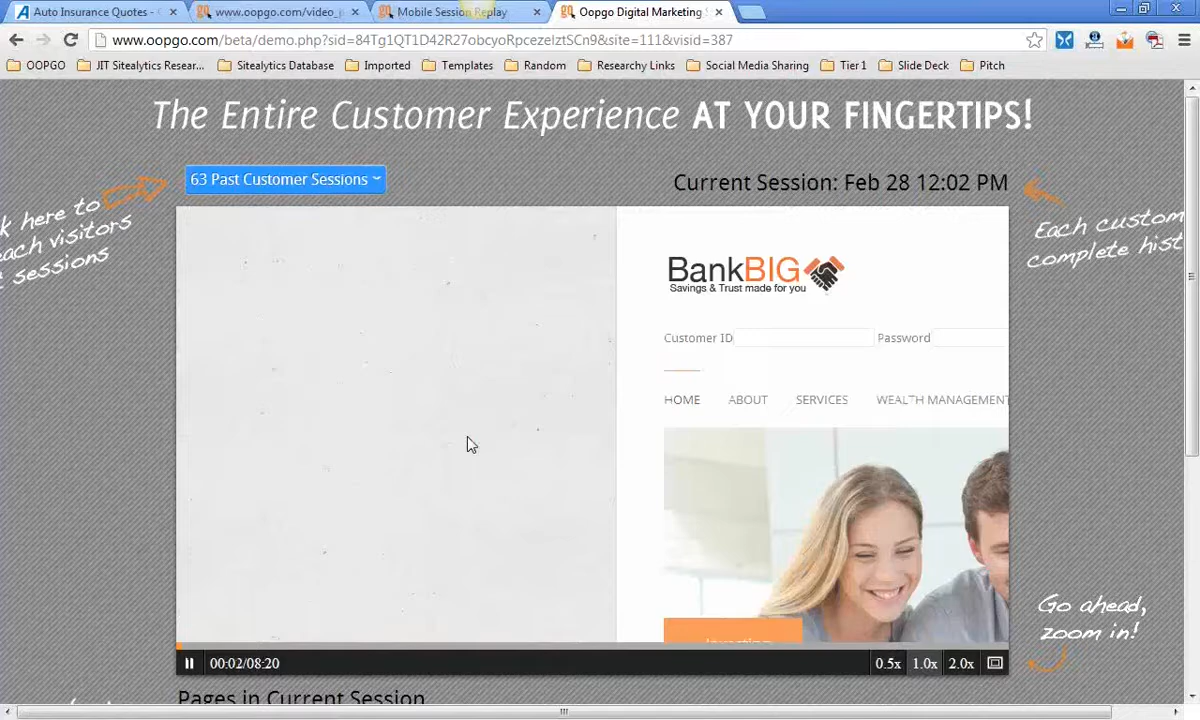 Auto Insurance Quotes -
www.oopgo.com/video_p
Mobile Session Replay
Oopgo Digital Marketing
www.oopgo.com/beta/demo.php?sid=84Tg1QT1D42R27obcyoRpcezeIztSCn9&site=111&visid=387
OOPGO
JIT Sitealytics Resear...
Sitealytics Database
Imported
Templates
Random
Researchy Links
Social Media Sharing
Tier 1
Slide Deck
Pitch
The Entire Customer Experience AT YOUR FINGERTIPS!
63 Past Customer Sessions
Current Session: Feb 28 12:02 PM
k here to
each visitors
t sessions
Each custom
complete hist
BankBIG
Savings & Trust made for you
Customer ID
Password
HOME
ABOUT
SERVICES
WEALTH MANAGEMENT
Go ahead,
zoom in!
00:02/08:20
0.5x
1.0x
2.0x
Pages in Current Session